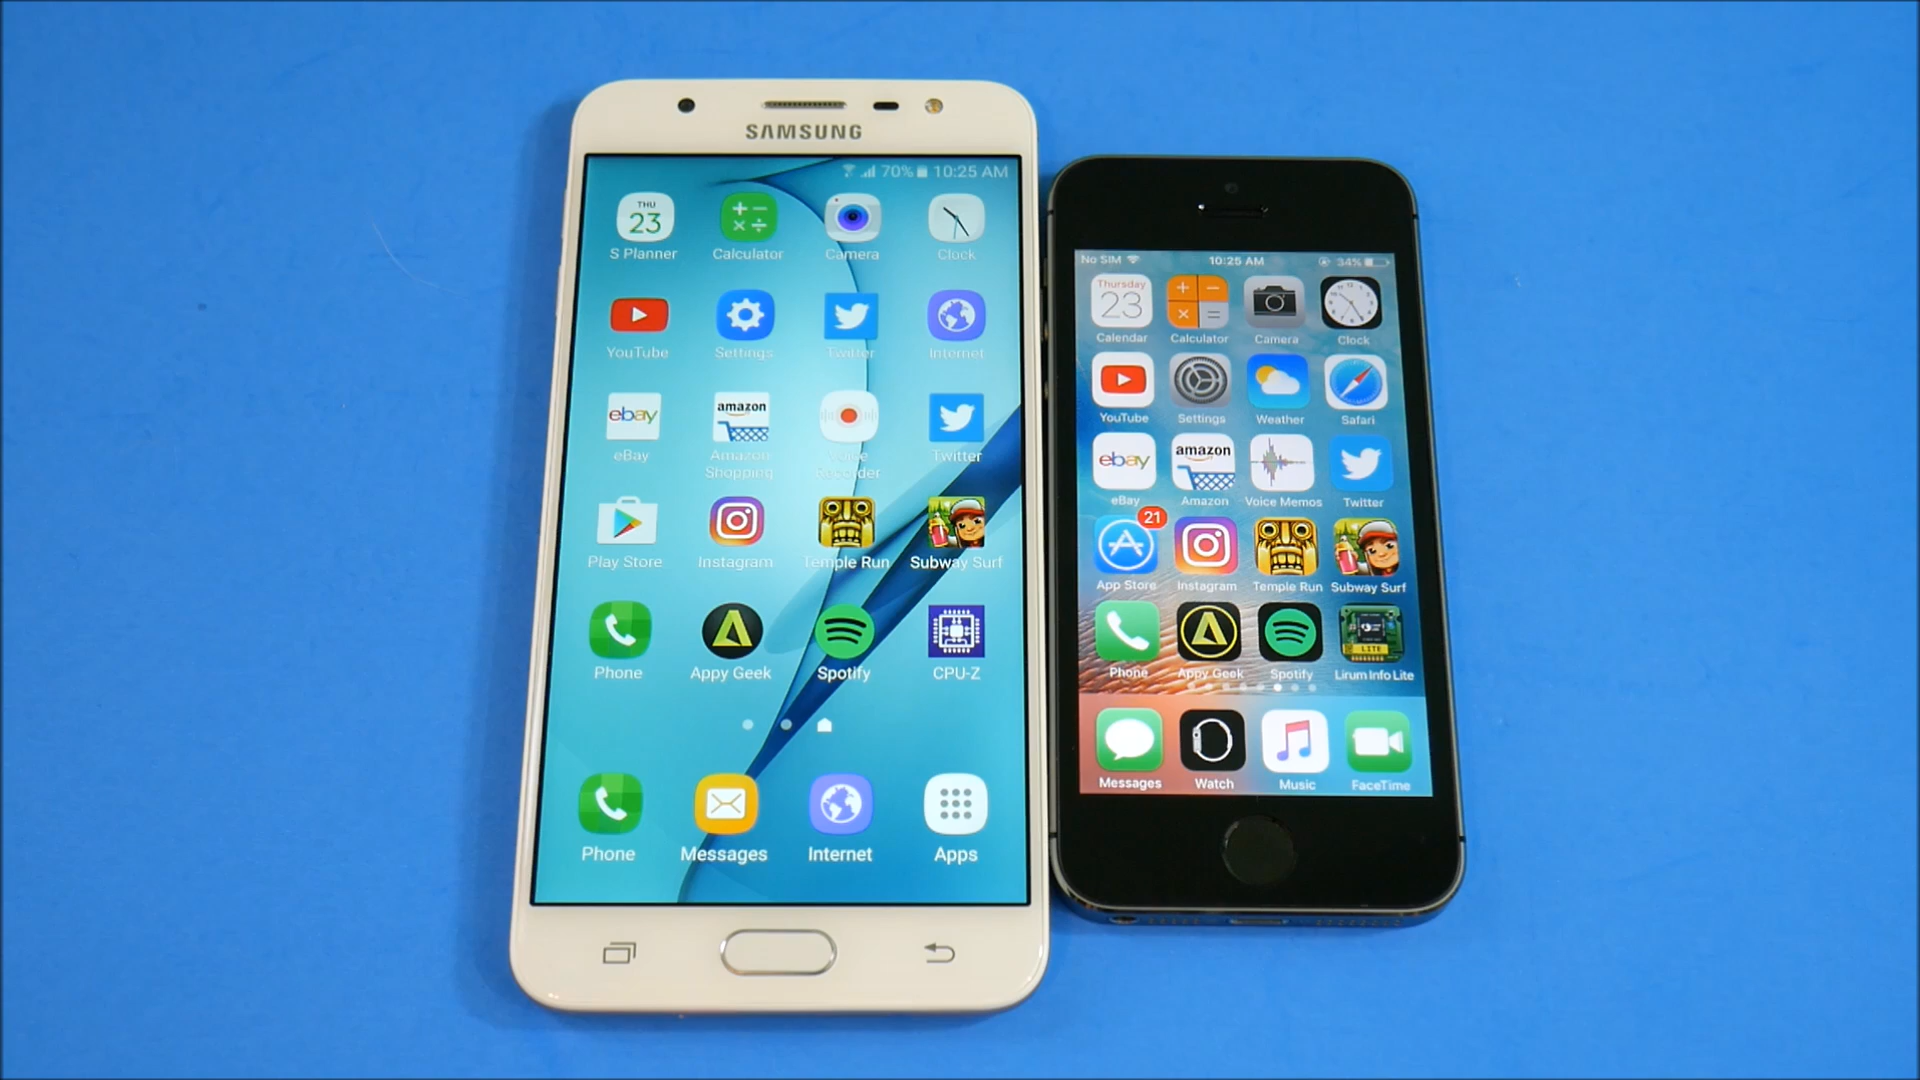 SAMSUNG
70% 10:25 AM
THU
23
S Planner Calculator Camera Clock
YouTube Settings Twitter Internet
ebay amazon
eBay Amazon Shopping Voice Recorder Twitter
Play Store Instagram Temple Run Subway Surf
Phone Appy Geek Spotify CPU-Z
Phone Messages Internet Apps
No SIM 10:25 AM 34%
Thursday
23
Calendar Calculator Camera Clock
YouTube Settings Weather Safari
ebay amazon
eBay Amazon Voice Memos Twitter
21
App Store Instagram Temple Run Subway Surf
LITE
Phone Appy Geek Spotify Lirum Info Lite
Messages Watch Music FaceTime